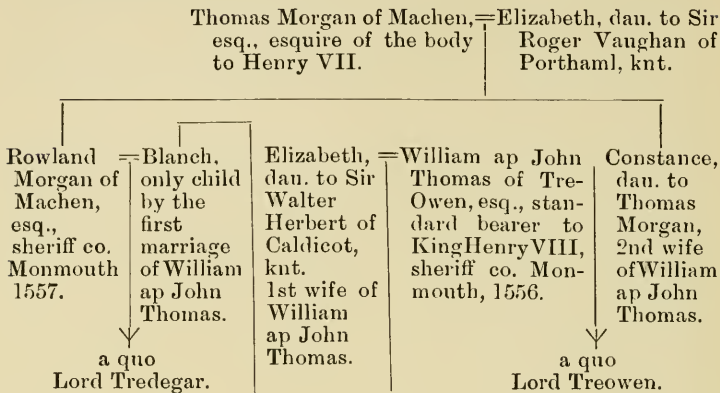 Thomas Morgan of Machen,=Elizabeth, dau. to Sir
esq., esquire of the body
to Henry VII.
Roger Vaughan of
Porthaml, knt.
Rowland
Morgan of
Machen,
esq.,
sheriff co.
Monmouth
1557.
=Blanch,
only child
by the
first
marriage
of William
ap John
Thomas.
Elizabeth,
dau. to Sir
Walter
Herbert of
Caldicot,
knt.
1st wife of
William
ap John
Thomas.
=William ap John
Thomas of Tre-
Owen, esq., stan-
dard bearer to
King Henry VIII,
sheriff co. Mon-
mouth, 1556.
Constance,
dau. to
Thomas
Morgan,
2nd wife
of William
ap John
Thomas.
a quo
Lord Tredegar.
a quo
Lord Treowen.